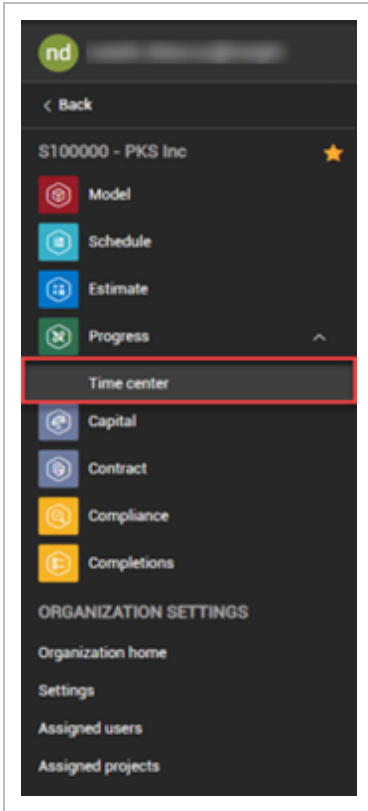 nd
< Back
S100000 - PKS Inc
Model
Schedule
Estimate
Progress
Time center
Capital
Contract
Compliance
Completions
ORGANIZATION SETTINGS
Organization home
Settings
Assigned users
Assigned projects